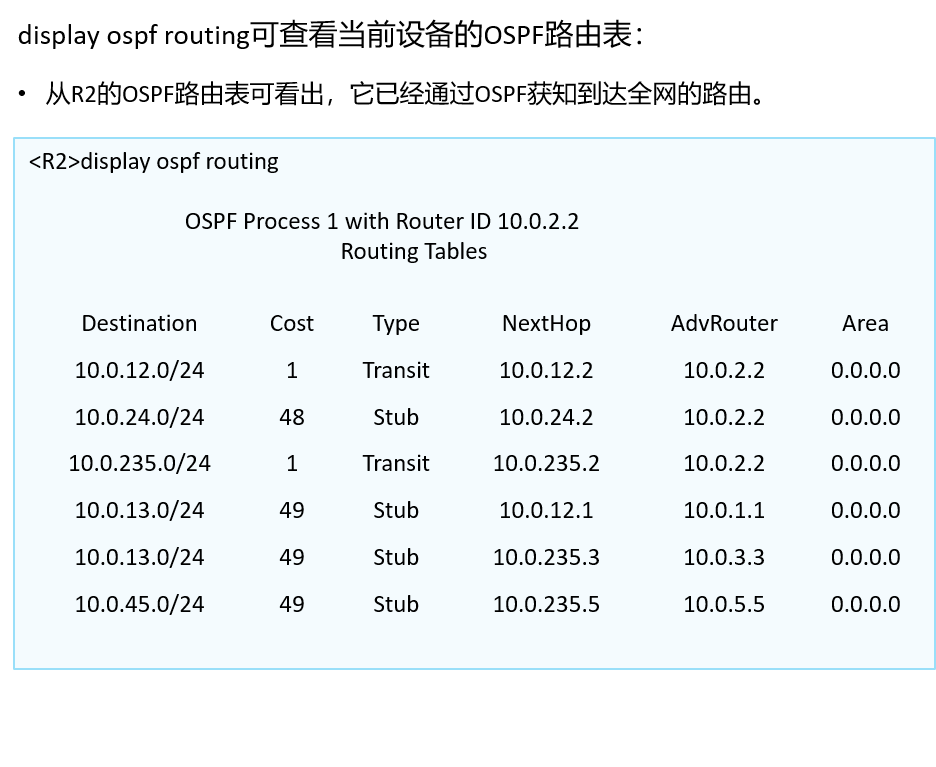 display ospf routing可查看当前设备的OSPF路由表：
• 从R2的OSPF路由表可看出，它已经通过OSPF获知到达全网的路由。
<R2>display ospf routing
OSPF Process 1 with Router ID 10.0.2.2
Routing Tables
Destination Cost Type NextHop AdvRouter Area
10.0.12.0/24 1 Transit 10.0.12.2 10.0.2.2 0.0.0.0
10.0.24.0/24 48 Stub 10.0.24.2 10.0.2.2 0.0.0.0
10.0.235.0/24 1 Transit 10.0.235.2 10.0.2.2 0.0.0.0
10.0.13.0/24 49 Stub 10.0.12.1 10.0.1.1 0.0.0.0
10.0.13.0/24 49 Stub 10.0.235.3 10.0.3.3 0.0.0.0
10.0.45.0/24 49 Stub 10.0.235.5 10.0.5.5 0.0.0.0